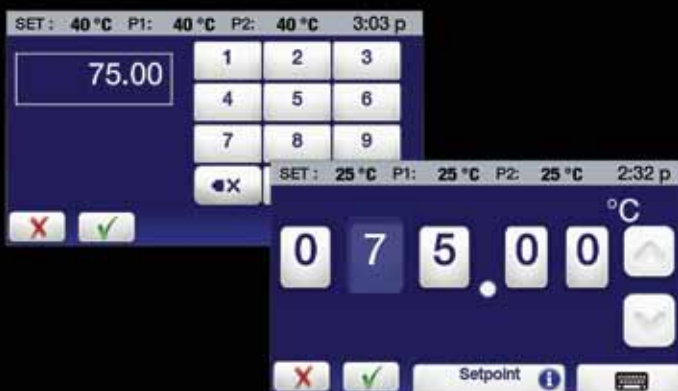 SET : 40 °C P1: 40 °C P2: 40 °C 3:03 p
75.00
1 2 3
4 5 6
7 8 9
X
SET : 25 °C P1: 25 °C P2: 25 °C 2:32 p
°C
0 7 5 . 0 0
Setpoint i